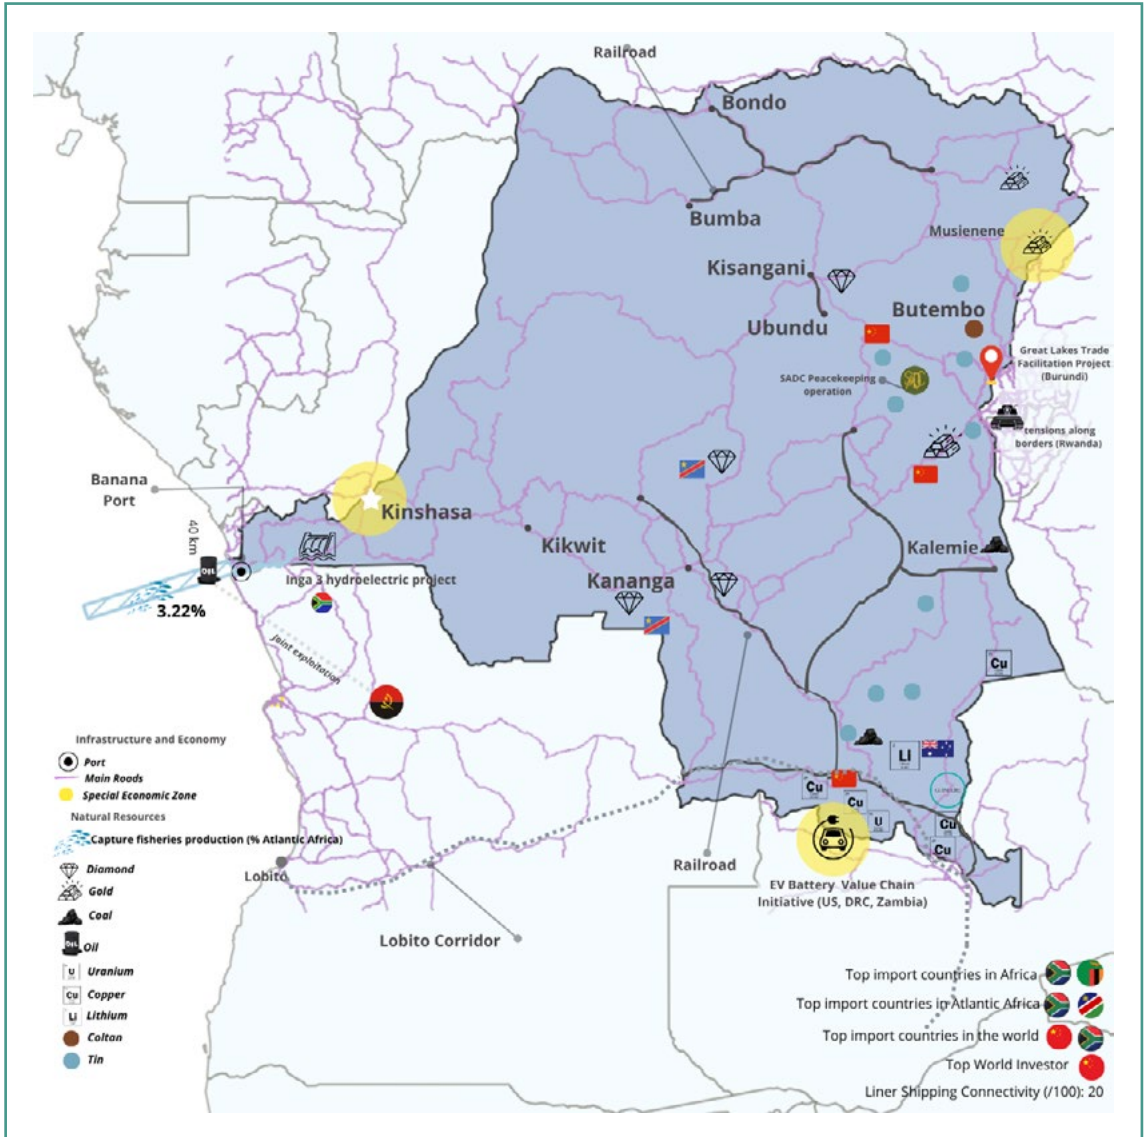 Railroad
Bondo
Bumba
Musienene
Kisangani
Ubundu
Butembo
Great Lakes Trade
Facilitation Project
(Burundi)
SADC Peacekeeping
operation
tensions along
borders (Rwanda)
Banana
Port
40 km
OIL
3.22%
Kinshasa
Kikwit
Inga 3 hydroelectric project
Kananga
Kalemie
Joint exploitation
Cu
Li
Cu
Cu
U
Cu
Cu
Infrastructure and Economy
Port
Main Roads
Special Economic Zone
Natural Resources
Capture fisheries production (% Atlantic Africa)
Diamond
Gold
Coal
OIL
Oil
U
Uranium
Cu
Copper
Li
Lithium
Coltan
Tin
Lobito
Lobito Corridor
Railroad
EV Battery Value Chain
Initiative (US, DRC, Zambia)
Top import countries in Africa
Top import countries in Atlantic Africa
Top import countries in the world
Top World Investor
Liner Shipping Connectivity (/100): 20